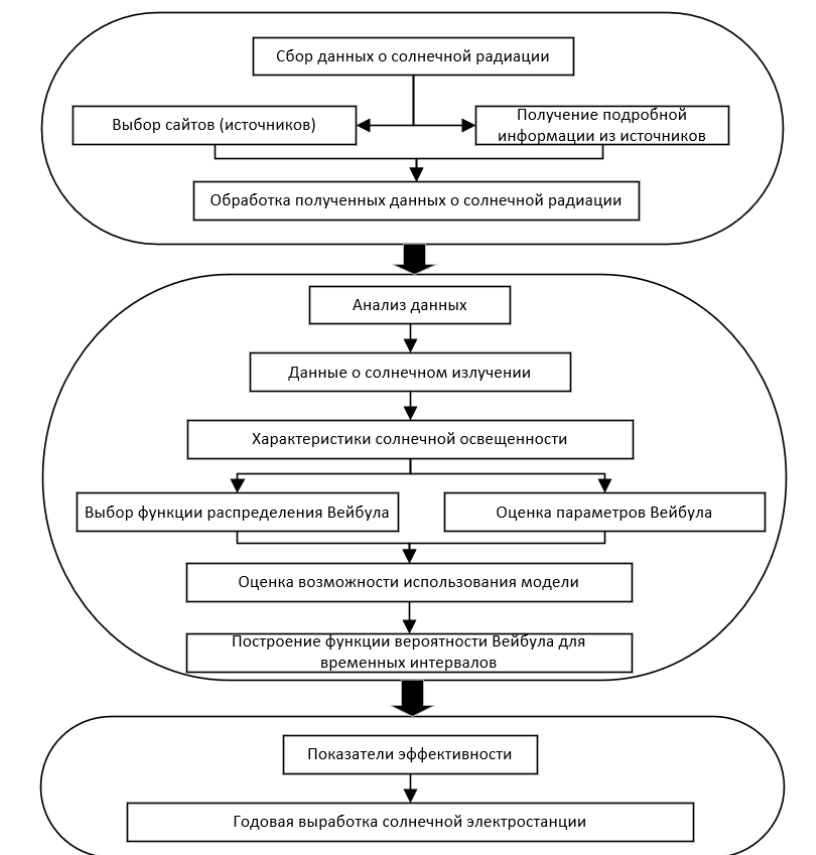 Сбор данных о солнечной радиации
Выбор сайтов (источников)
Получение подробной
информации из источников
Обработка полученных данных о солнечной радиации
Анализ данных
Данные о солнечном излучении
Характеристики солнечной освещенности
Выбор функции распределения Вейбула
Оценка параметров Вейбула
Оценка возможности использования модели
Построение функции вероятности Вейбула для
временных интервалов
Показатели эффективности
Годовая выработка солнечной электростанции